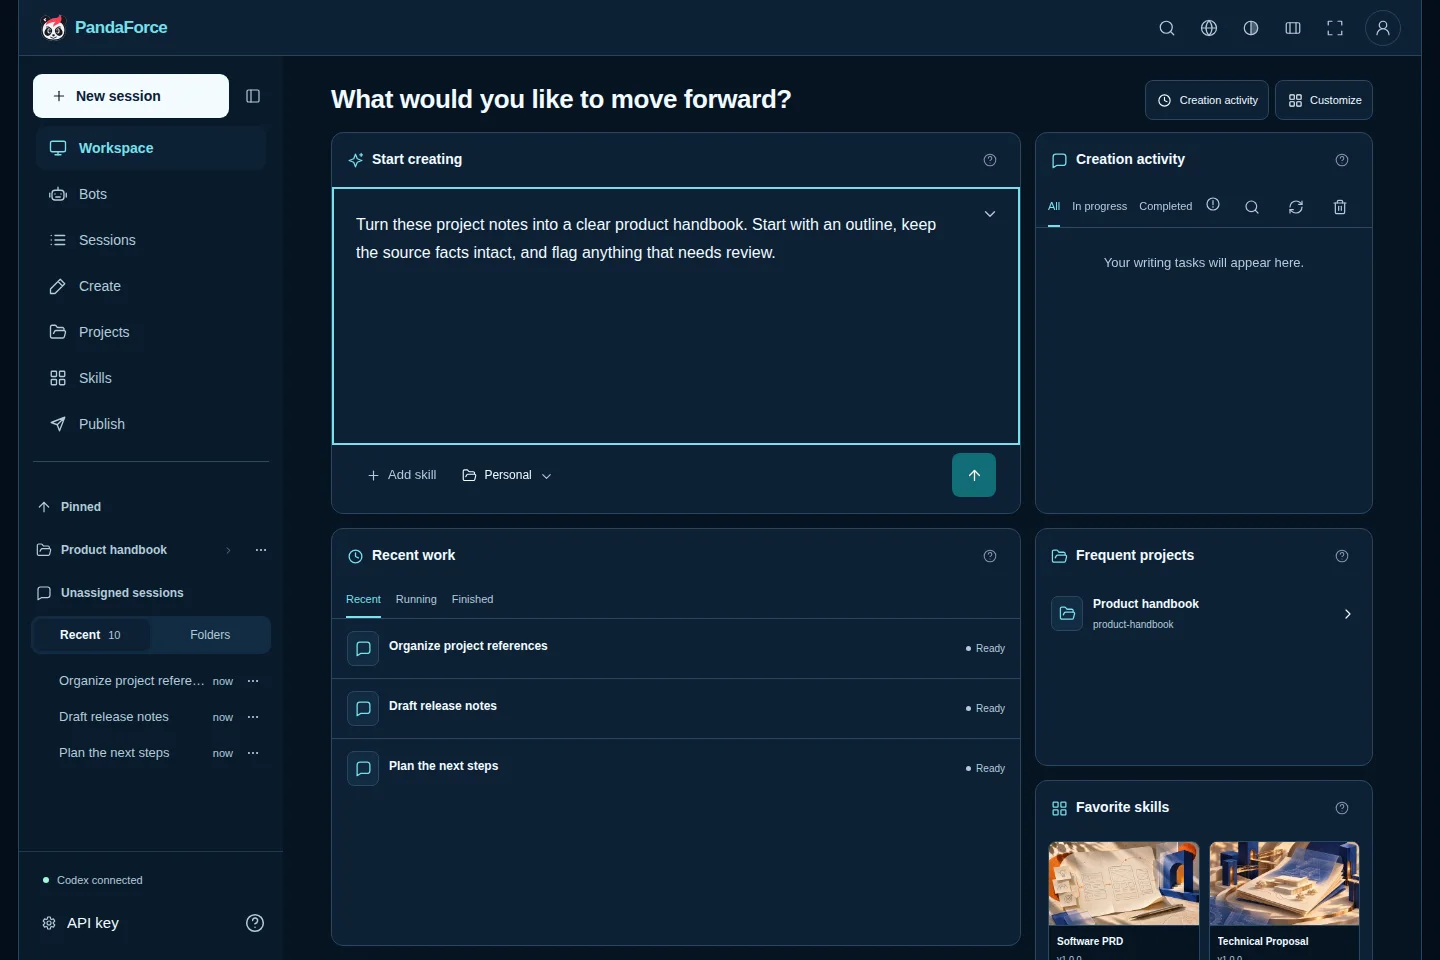 PandaForce
New session
Workspace
Bots
Sessions
Create
Projects
Skills
Publish
Pinned
Product handbook
Unassigned sessions
Recent 10
Folders
Organize project refere… now
Draft release notes now
Plan the next steps now
Codex connected
API key
What would you like to move forward?
Creation activity
Customize
Start creating
Turn these project notes into a clear product handbook. Start with an outline, keep
the source facts intact, and flag anything that needs review.
Add skill
Personal
Creation activity
All
In progress
Completed
Your writing tasks will appear here.
Recent work
Recent
Running
Finished
Organize project references
Ready
Draft release notes
Ready
Plan the next steps
Ready
Frequent projects
Product handbook
product-handbook
Favorite skills
Software PRD
v1.0.0
Technical Proposal
v1.0.0